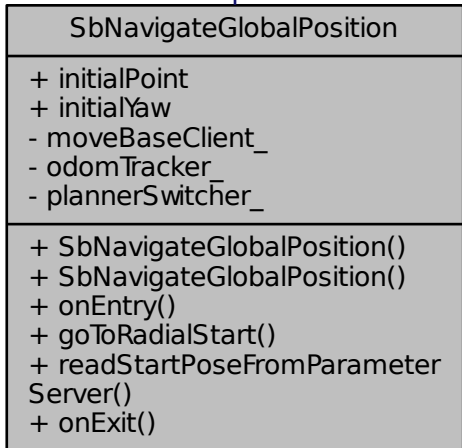 SbNavigateGlobalPosition
+ initialPoint
+ initialYaw
- moveBaseClient_
- odomTracker_
- plannerSwitcher_
+ SbNavigateGlobalPosition()
+ SbNavigateGlobalPosition()
+ onEntry()
+ goToRadialStart()
+ readStartPoseFromParameter
Server()
+ onExit()